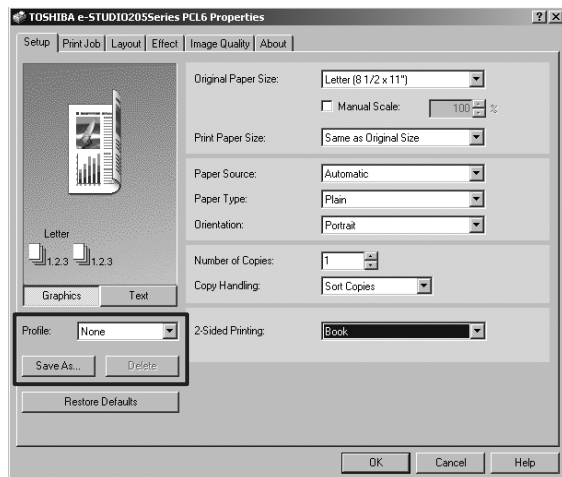 TOSHIBA e-STUDIO205Series PCL6 Properties
Setup Print Job Layout Effect Image Quality About
Original Paper Size: Letter (8 1/2 x 11")
Manual Scale: 100 %
Print Paper Size: Same as Original Size
Paper Source: Automatic
Paper Type: Plain
Orientation: Portrait
Letter
1.2.3 1.2.3
Number of Copies: 1
Copy Handling: Sort Copies
Graphics Text
Profile: None
2-Sided Printing: Book
Save As... Delete
Restore Defaults
OK Cancel Help